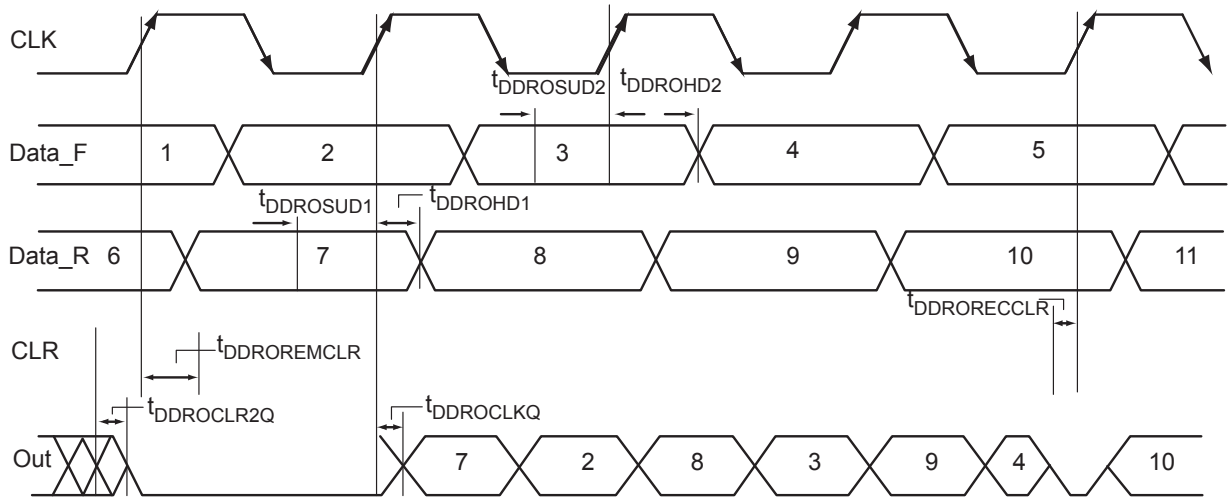 CLK
tDDROSUD2 tDDROHD2
Data_F 1 2 3 4 5
tDDROSUD1 tDDROHD1
Data_R 6 7 8 9 10 11
tDDRORECCLR
CLR
tDDROREMCLR
tDDROCLR2Q tDDROCLKQ
Out 7 2 8 3 9 4 10